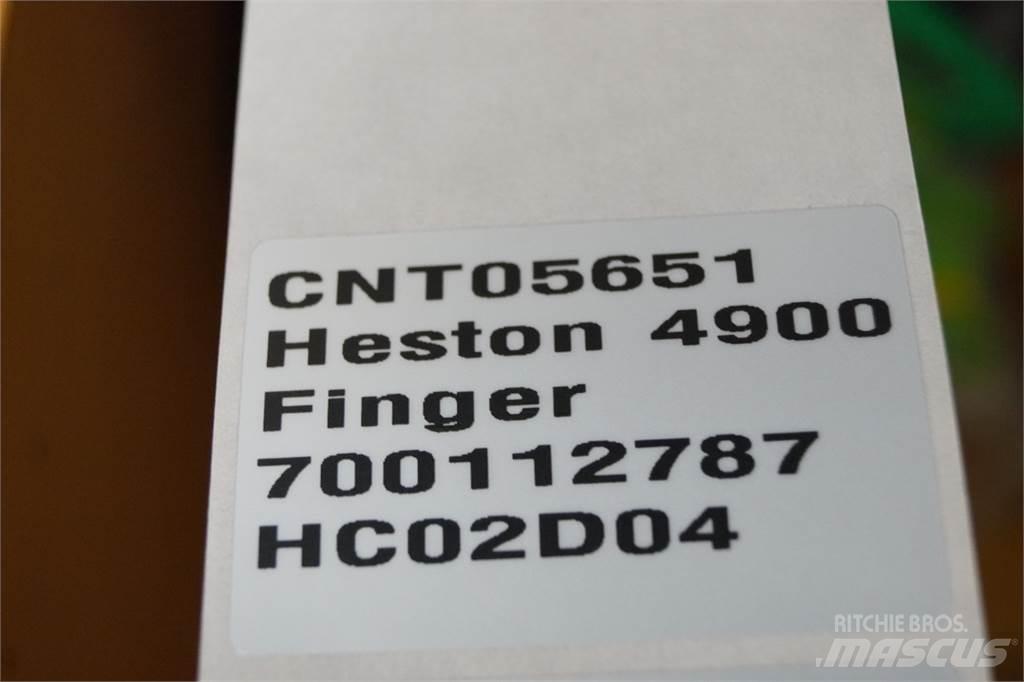 CNT05651
Heston 4900
Finger
700112787
HC02D04
RITCHIE BROS.
MASCUS